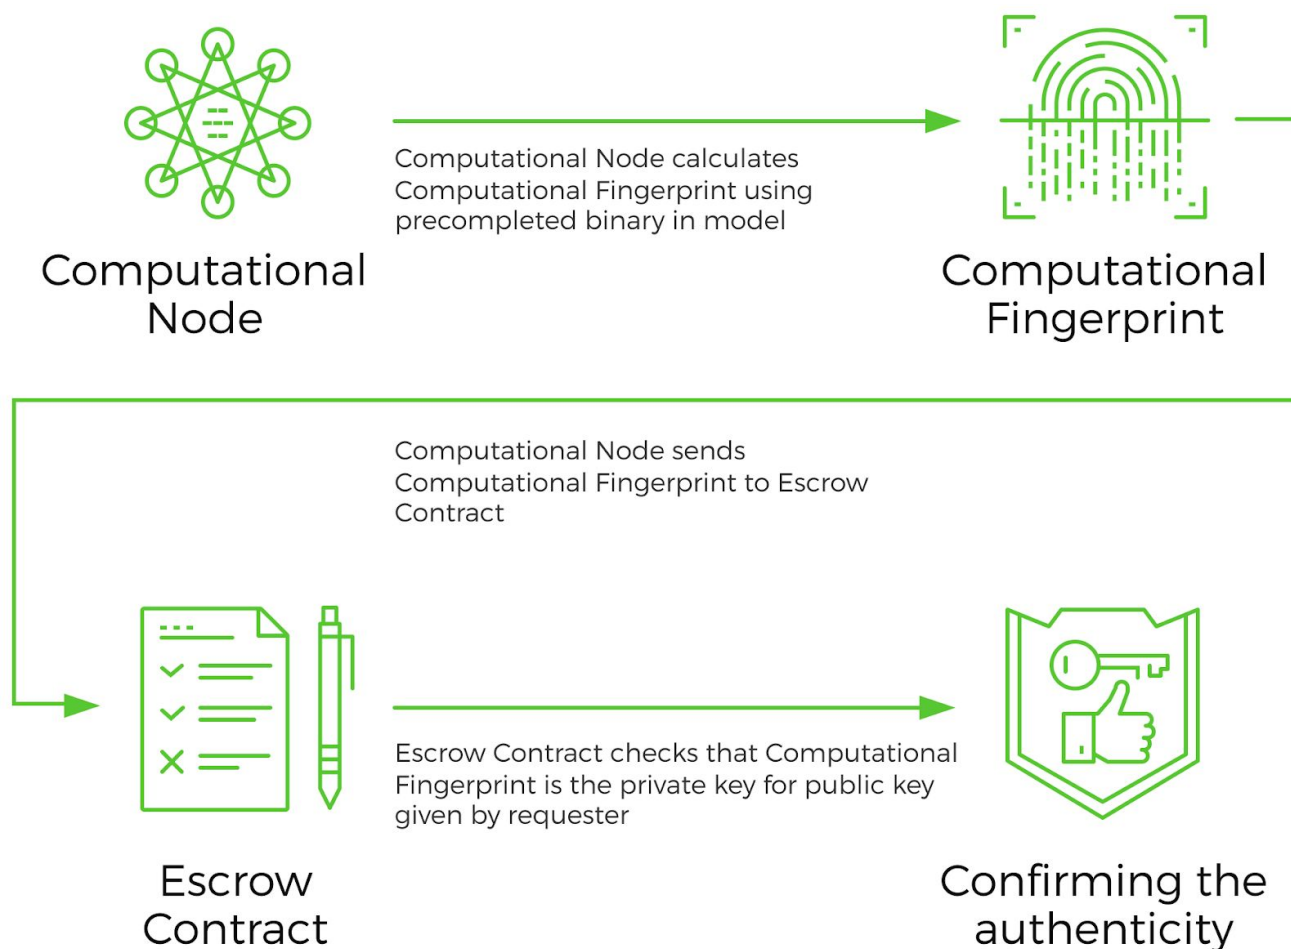 Computational Node calculates
Computational Fingerprint using
precompleted binary in model
Computational
Node
Computational
Fingerprint
Computational Node sends
Computational Fingerprint to Escrow
Contract
Escrow Contract checks that Computational
Fingerprint is the private key for public key
given by requester
Escrow
Contract
Confirming the
authenticity